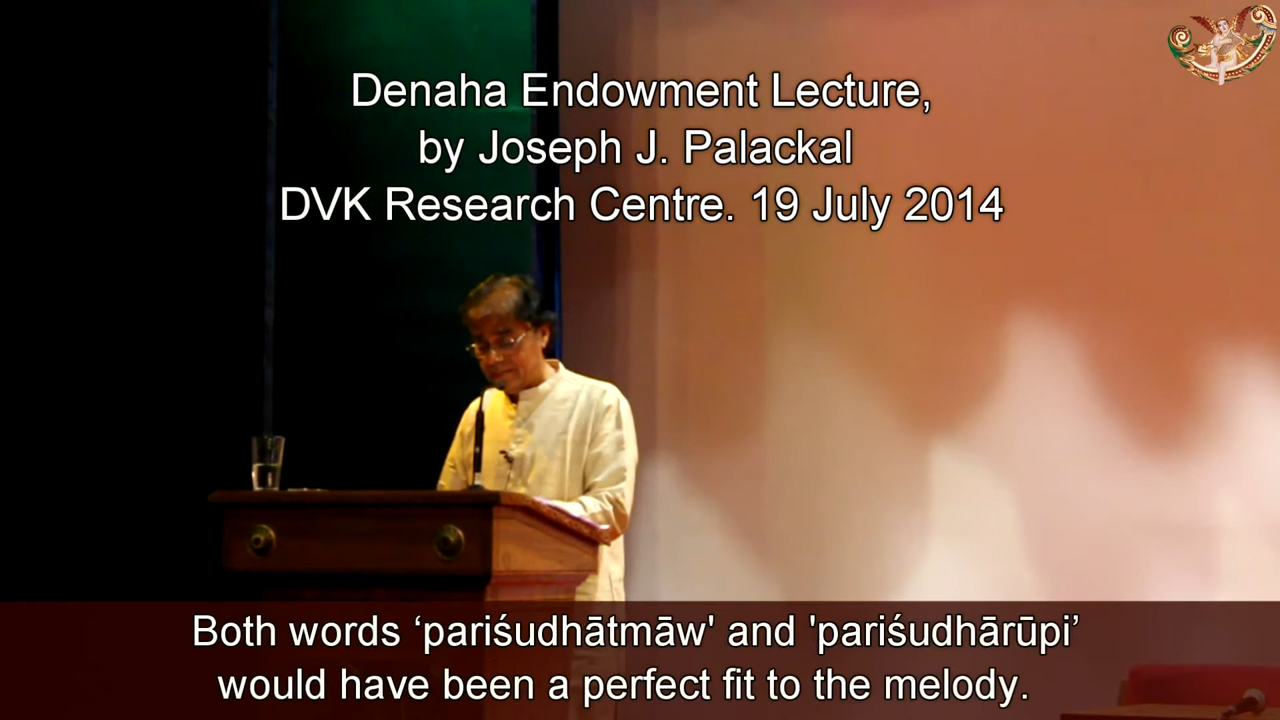 Denaha Endowment Lecture,
by Joseph J. Palackal
DVK Research Centre. 19 July 2014
Both words ‘pariśudhātmāw' and 'pariśudhārūpi’
would have been a perfect fit to the melody.